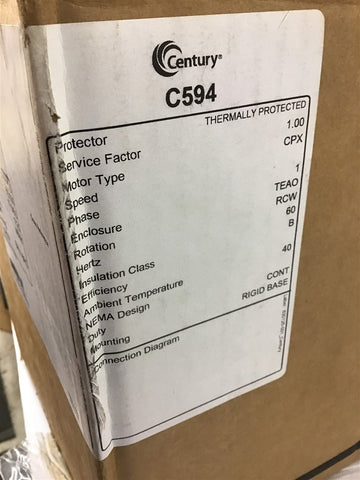 Century®
C594
Protector THERMALLY PROTECTED
Service Factor 1.00
Motor Type CPX
Speed
Phase 1
Enclosure TEAO
Rotation RCW
Hertz 60
Insulation Class B
Efficiency
Ambient Temperature 40
NEMA Design
Duty CONT
Mounting RIGID BASE
Connection Diagram